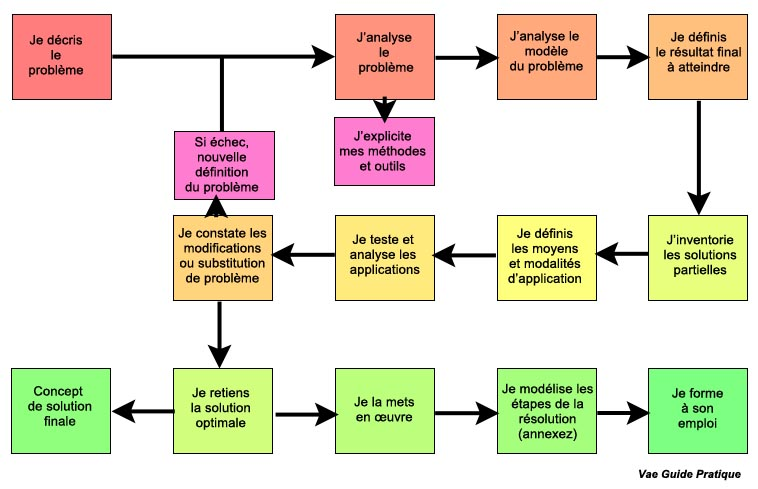 Je décris
le
problème
J'analyse
le
problème
J'analyse le
modèle
du problème
Je définis
le résultat final
à atteindre
Si échec,
nouvelle
définition
du problème
J'explicite
mes méthodes
et outils
Je constate les
modifications
ou substitution
de problème
Je teste et
analyse les
applications
Je définis
les moyens
et modalités
d'application
J'inventorie
les solutions
partielles
Concept
de solution
finale
Je retiens
la solution
optimale
Je la mets
en œuvre
Je modélise les
étapes de la
résolution
(annexez)
Je forme
à son
emploi
Vae Guide Pratique